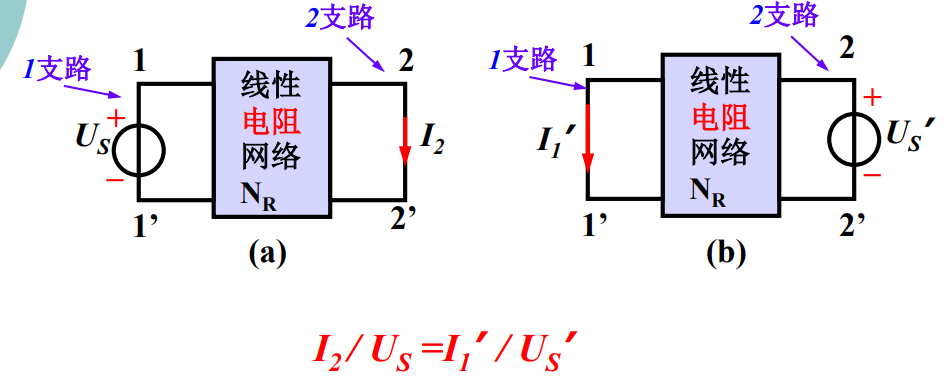 2支路
1支路
1
2
线性
电阻
网络
N_R
+
U_S
−
I_2
1’
2’
(a)
2支路
1支路
1
2
线性
电阻
网络
N_R
I_1′
+
U_S′
−
1’
2’
(b)
I_2 / U_S =I_1′ / U_S′